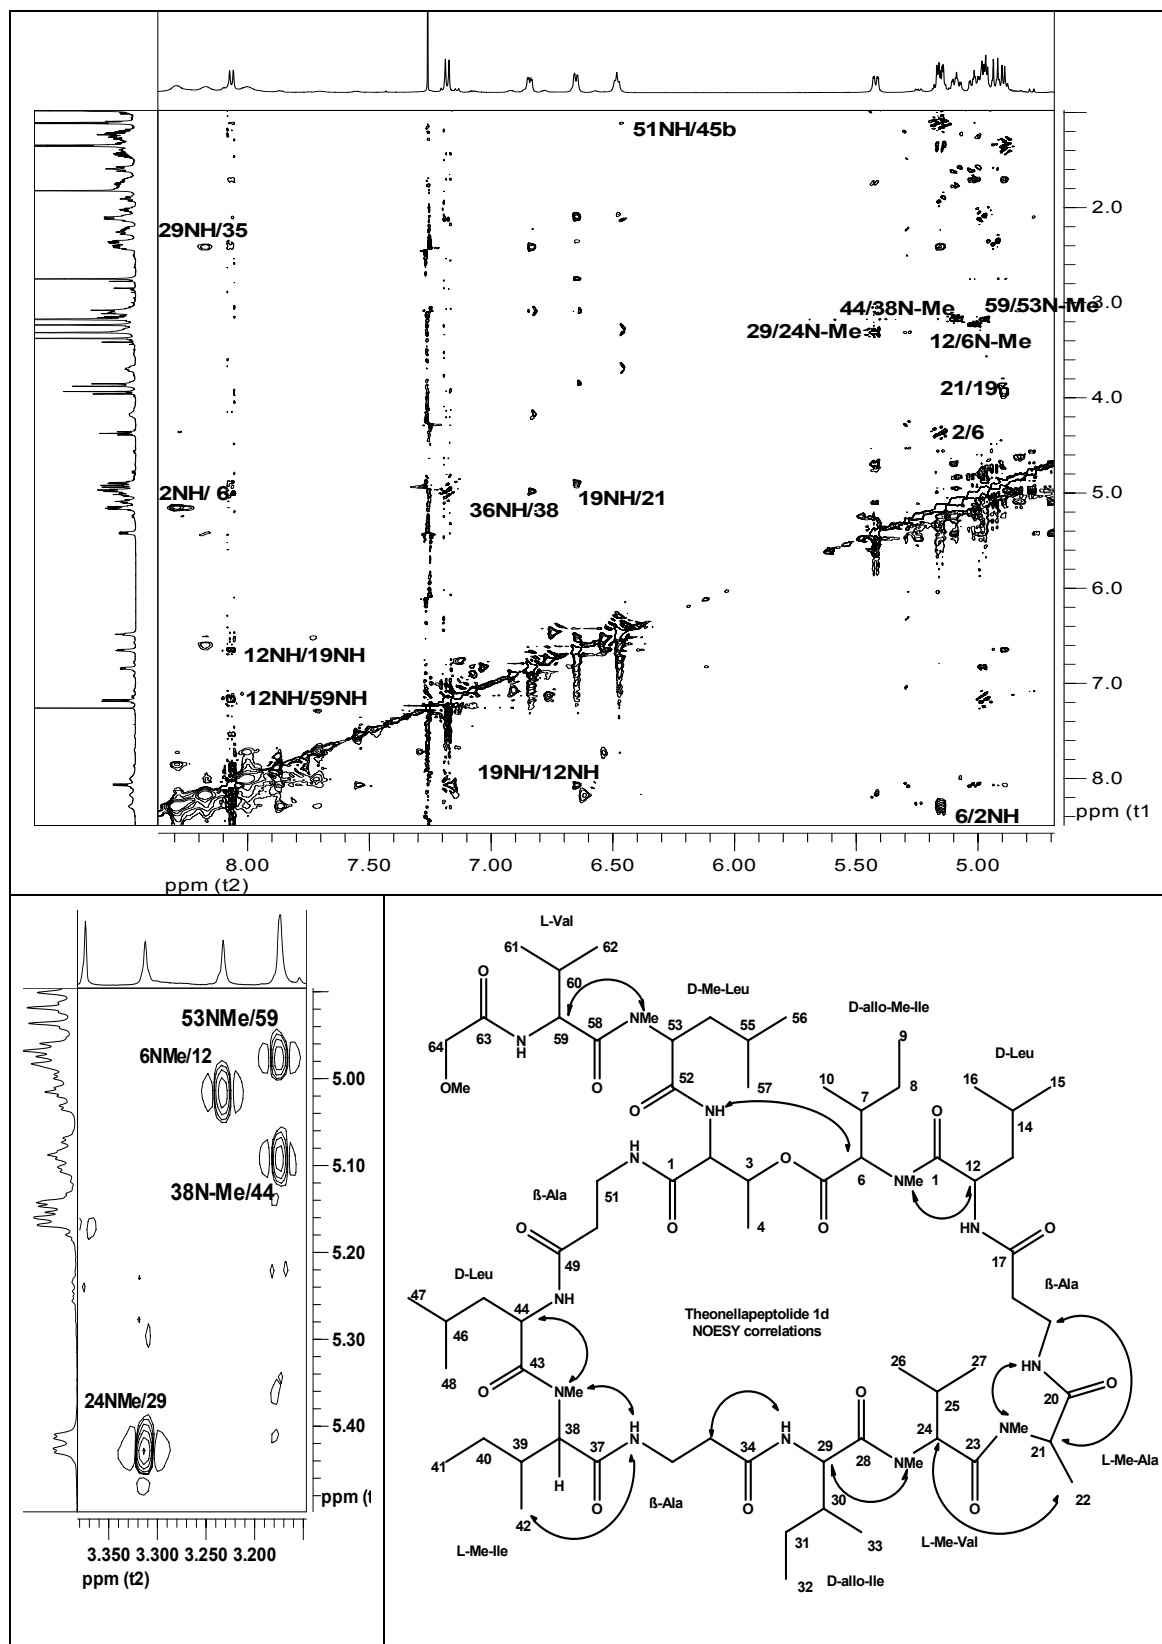 51NH/45b
2.0
29NH/35
3.0
44/38N-Me
59/53N-Me
29/24N-Me
12/6N-Me
21/19b
4.0
2/6
2NH/ 6
19NH/21
5.0
36NH/38
6.0
12NH/19NH
12NH/59NH
7.0
19NH/12NH
8.0
6/2NH
ppm (t1
8.00 7.50 7.00 6.50 6.00 5.50 5.00
ppm (t2)
53NMe/59
6NMe/12
5.00
5.10
38N-Me/44
5.20
5.30
24NMe/29
5.40
ppm (t
3.350 3.300 3.250 3.200
ppm (t2)
L-Val
61 62
O 60 D-Me-Leu
NMe 53 56 D-allo-Me-Ile
63 N H 59 58 55 9 D-Leu
64 O 57 10 8 16 15
OMe 52 7
O NH O 14
H N 1 3 O 12
51 6 NMe 1
ß-Ala O 4 O HN O
O 17
49 ß-Ala
D-Leu
47 NH
44 Theonellapeptolide 1d
46 NOESY correlations
43 26 27 HN
48 O NMe O 25 20 O
H H 24 NMe
41 40 39 38 37 N 34 N 29 28 NMe 23 21 L-Me-Ala
H O O 30 O 22
42 ß-Ala
L-Me-Ile 31 33 L-Me-Val
32 D-allo-Ile